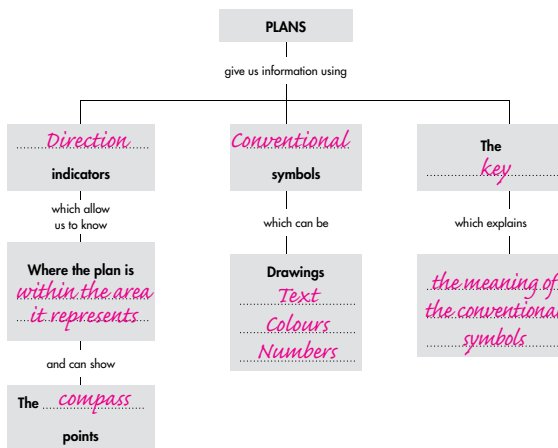 PLANS
give us information using
Direction
indicators
which allow
us to know
Where the plan is
within the area
it represents
and can show
The compass
points
Conventional
symbols
which can be
Drawings
Text
Colours
Numbers
The
key
which explains
the meaning of
the conventional
symbols